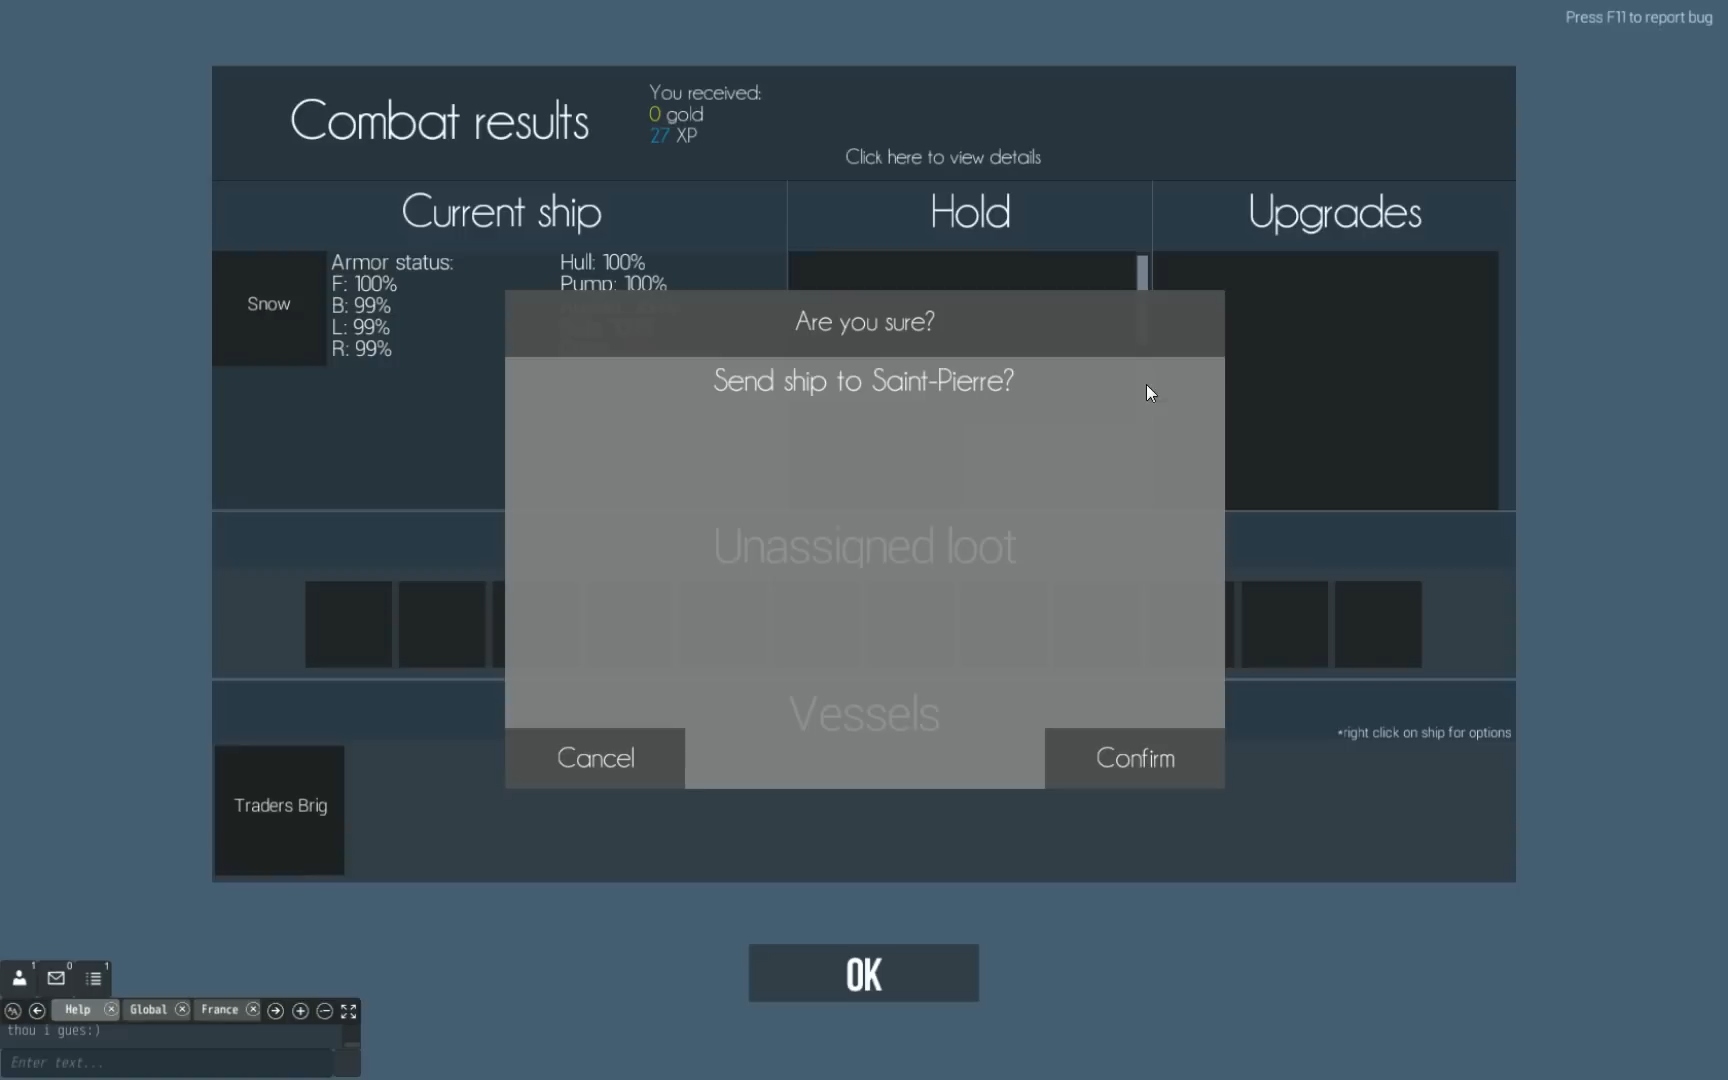 Press F11 to report bug
Combat results
You received:
0 gold
27 XP
Click here to view details
Current ship
Hold
Upgrades
Snow
Armor status:
F: 100%
B: 99%
L: 99%
R: 99%
Hull: 100%
Pump: 100%
Are you sure?
Send ship to Saint-Pierre?
Unassigned loot
Vessels
Cancel
Confirm
*right click on ship for options
Traders Brig
OK
1
0
1
Help
Global
France
thou i gues:)
Enter text...